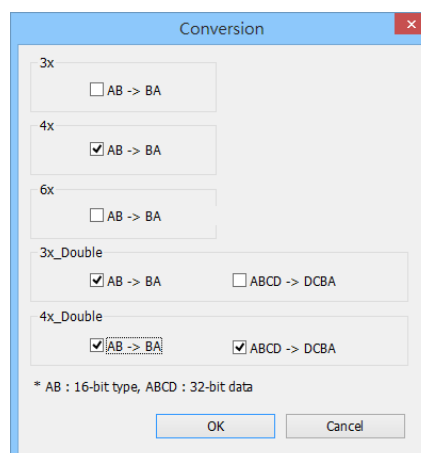 Conversion
3x
AB -> BA
4x
AB -> BA
6x
AB -> BA
3x_Double
AB -> BA ABCD -> DCBA
4x_Double
AB -> BA ABCD -> DCBA
* AB : 16-bit type, ABCD : 32-bit data
OK Cancel